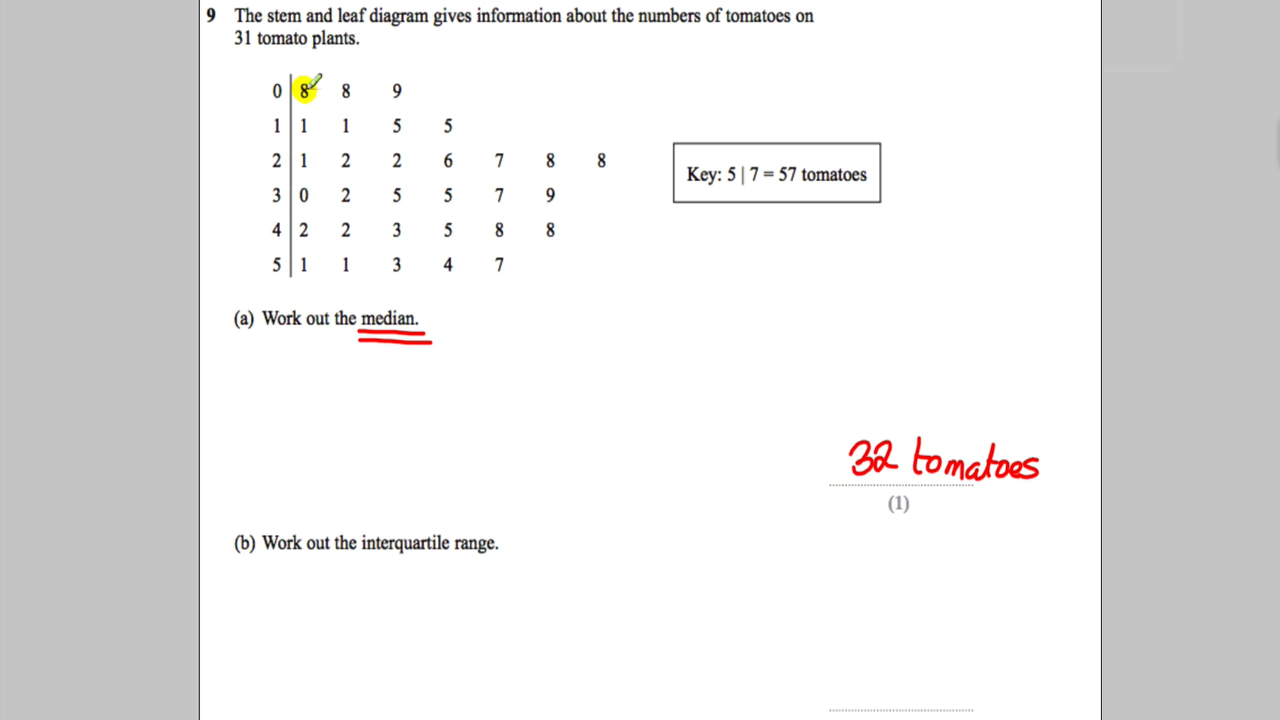 9 The stem and leaf diagram gives information about the numbers of tomatoes on
31 tomato plants.
0 | 8 8 9
1 | 1 1 5 5
2 | 1 2 2 6 7 8 8
3 | 0 2 5 5 7 9
4 | 2 2 3 5 8 8
5 | 1 1 3 4 7
Key: 5 | 7 = 57 tomatoes
(a) Work out the median.
32 tomatoes
(1)
(b) Work out the interquartile range.